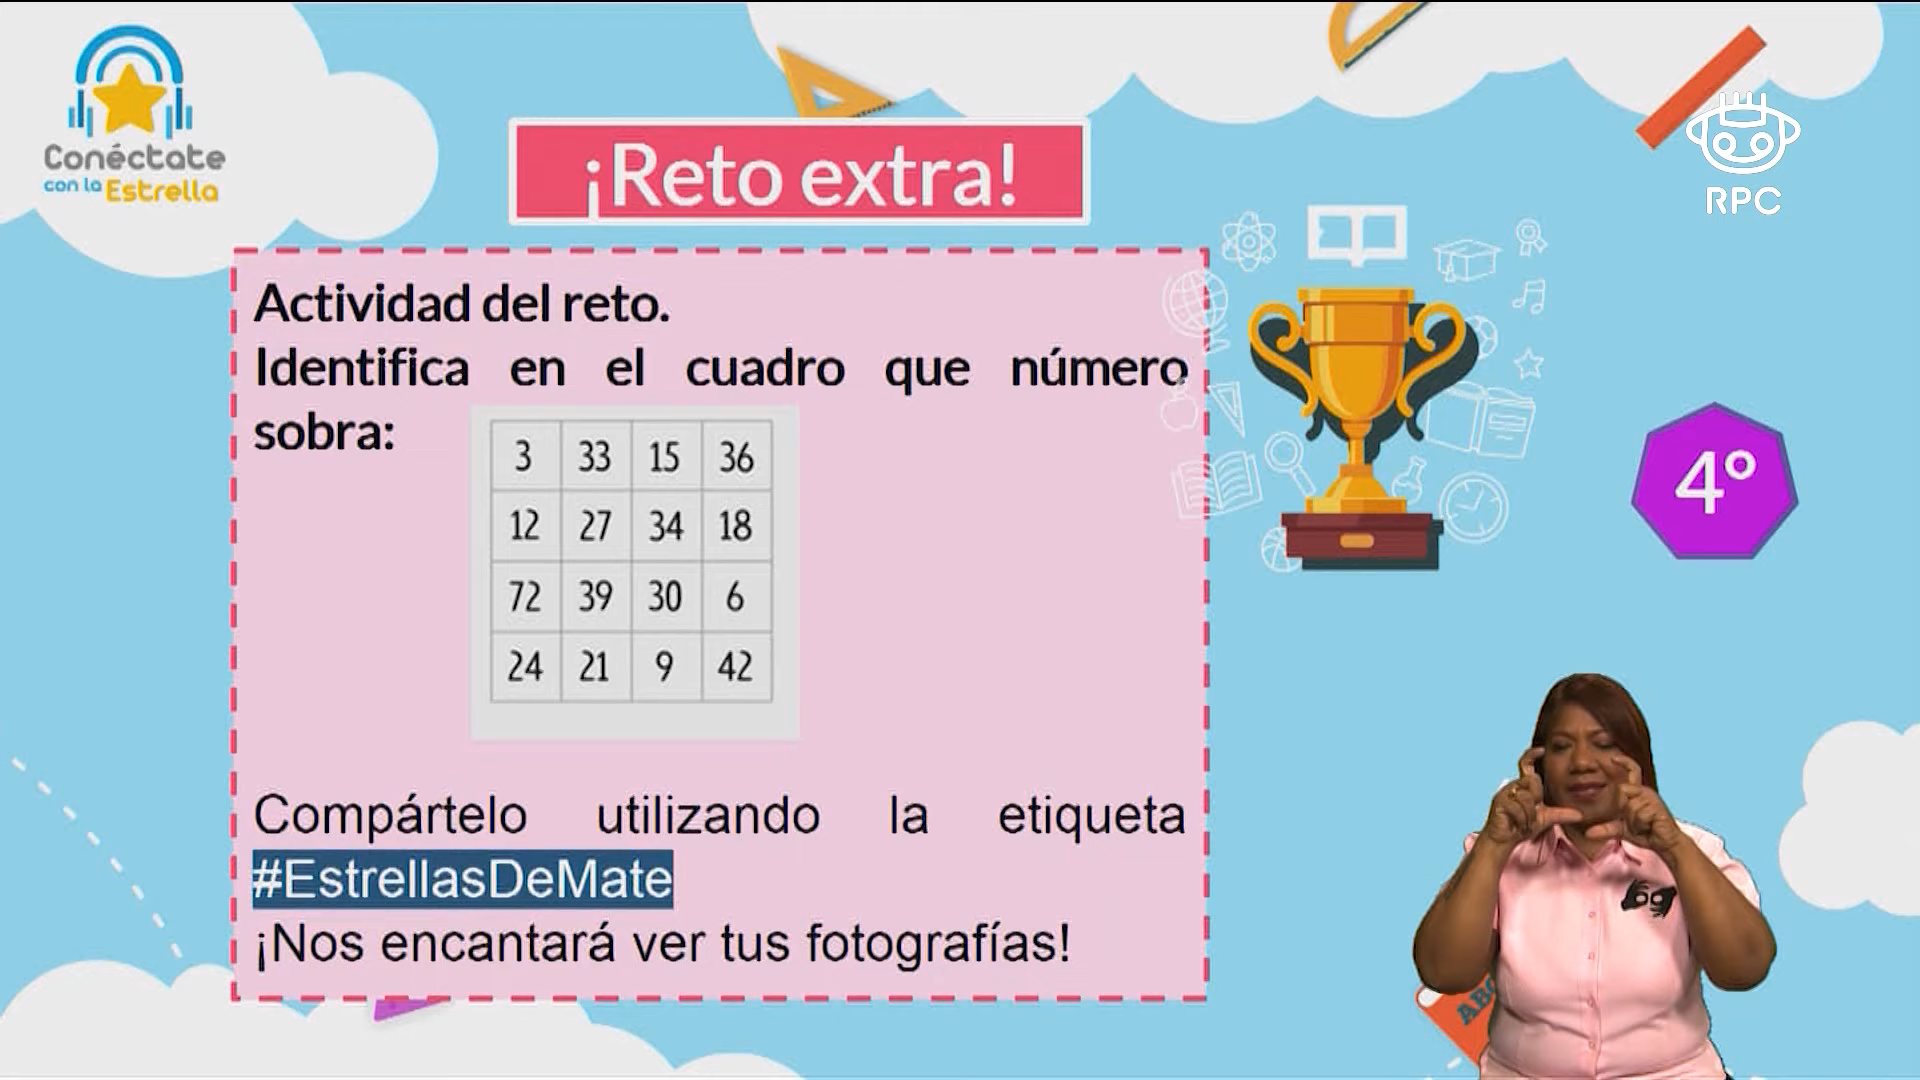 Conéctate
con la Estrella
¡Reto extra!
RPC
Actividad del reto.
Identifica en el cuadro que número
sobra:
3 33 15 36
12 27 34 18
72 39 30 6
24 21 9 42
4º
Compártelo utilizando la etiqueta
#EstrellasDeMate
¡Nos encantará ver tus fotografías!
ABC